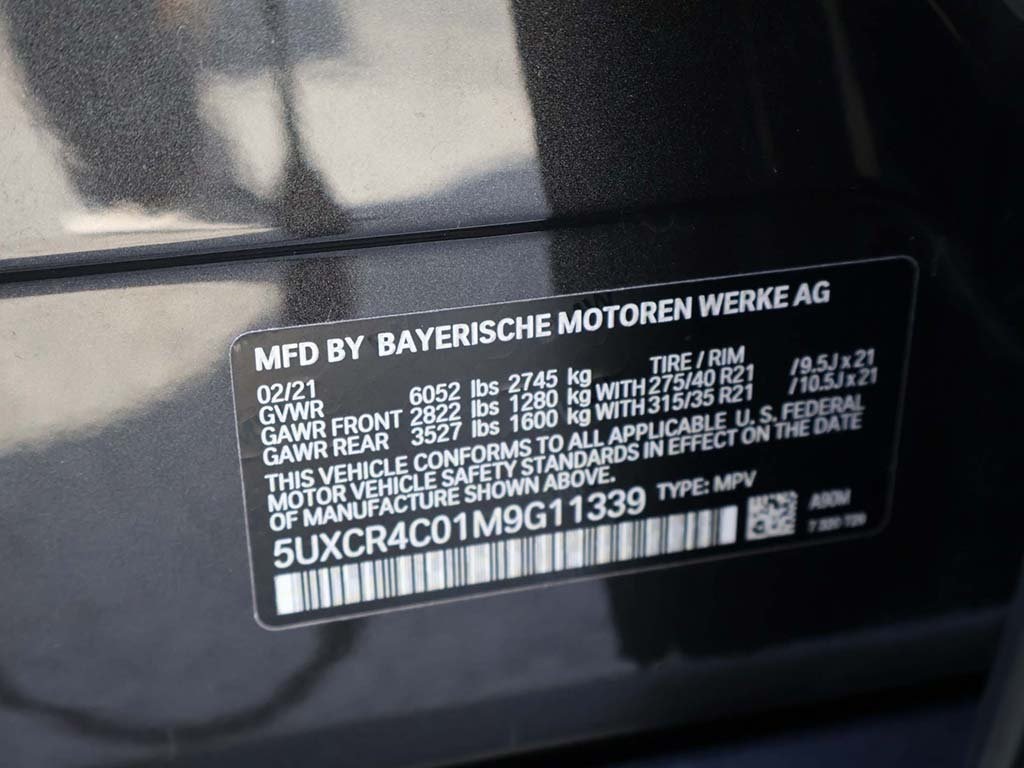 MFD BY BAYERISCHE MOTOREN WERKE AG
02/21 TIRE / RIM
GVWR 6052 lbs 2745 kg
GAWR FRONT 2822 lbs 1280 kg WITH 275/40 R21 /9.5J x 21
GAWR REAR 3527 lbs 1600 kg WITH 315/35 R21 /10.5J x 21
THIS VEHICLE CONFORMS TO ALL APPLICABLE U. S. FEDERAL
MOTOR VEHICLE SAFETY STANDARDS IN EFFECT ON THE DATE
OF MANUFACTURE SHOWN ABOVE.
5UXCR4C01M9G11339 TYPE: MPV
A90M